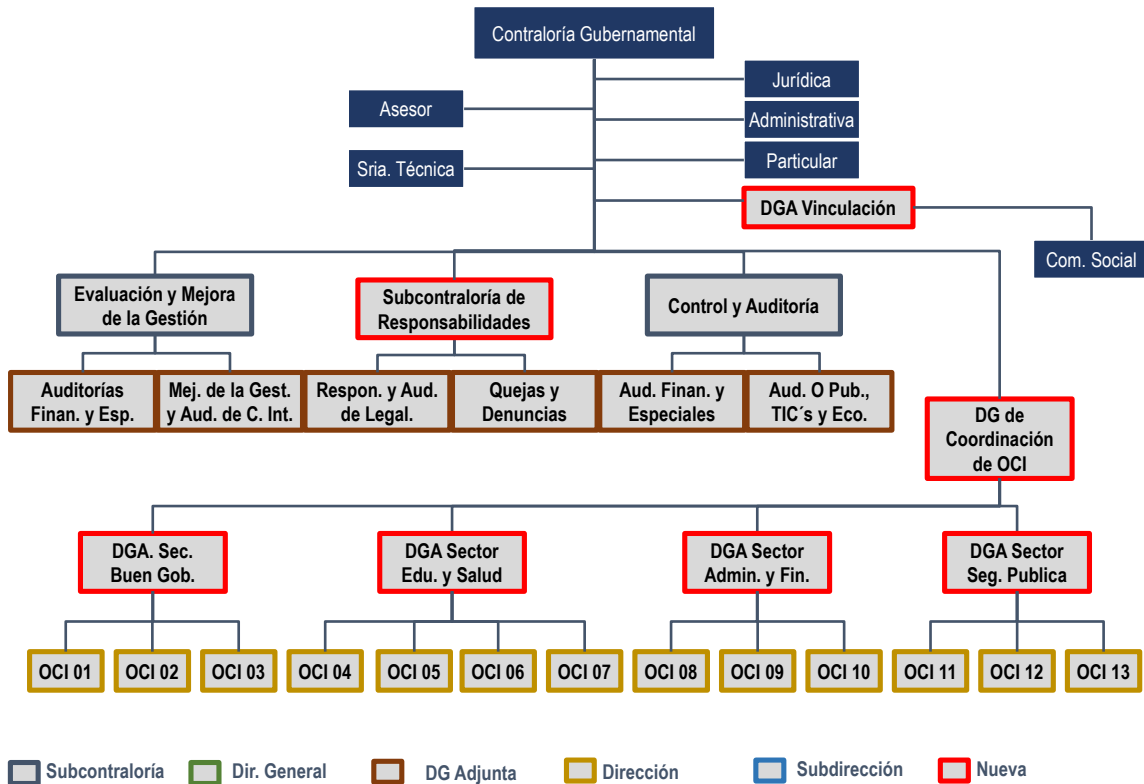 Contraloría Gubernamental
Jurídica
Asesor
Administrativa
Sria. Técnica
Particular
DGA Vinculación
Com. Social
Evaluación y Mejora
de la Gestión
Subcontraloría de
Responsabilidades
Control y Auditoría
Auditorías
Finan. y Esp.
Mej. de la Gest.
y Aud. de C. Int.
Respon. y Aud.
de Legal.
Quejas y
Denuncias
Aud. Finan. y
Especiales
Aud. O Pub.,
TIC´s y Eco.
DG de
Coordinación
de OCI
DGA. Sec.
Buen Gob.
DGA Sector
Edu. y Salud
DGA Sector
Admin. y Fin.
DGA Sector
Seg. Publica
OCI 01
OCI 02
OCI 03
OCI 04
OCI 05
OCI 06
OCI 07
OCI 08
OCI 09
OCI 10
OCI 11
OCI 12
OCI 13
Subcontraloría
Dir. General
DG Adjunta
Dirección
Subdirección
Nueva